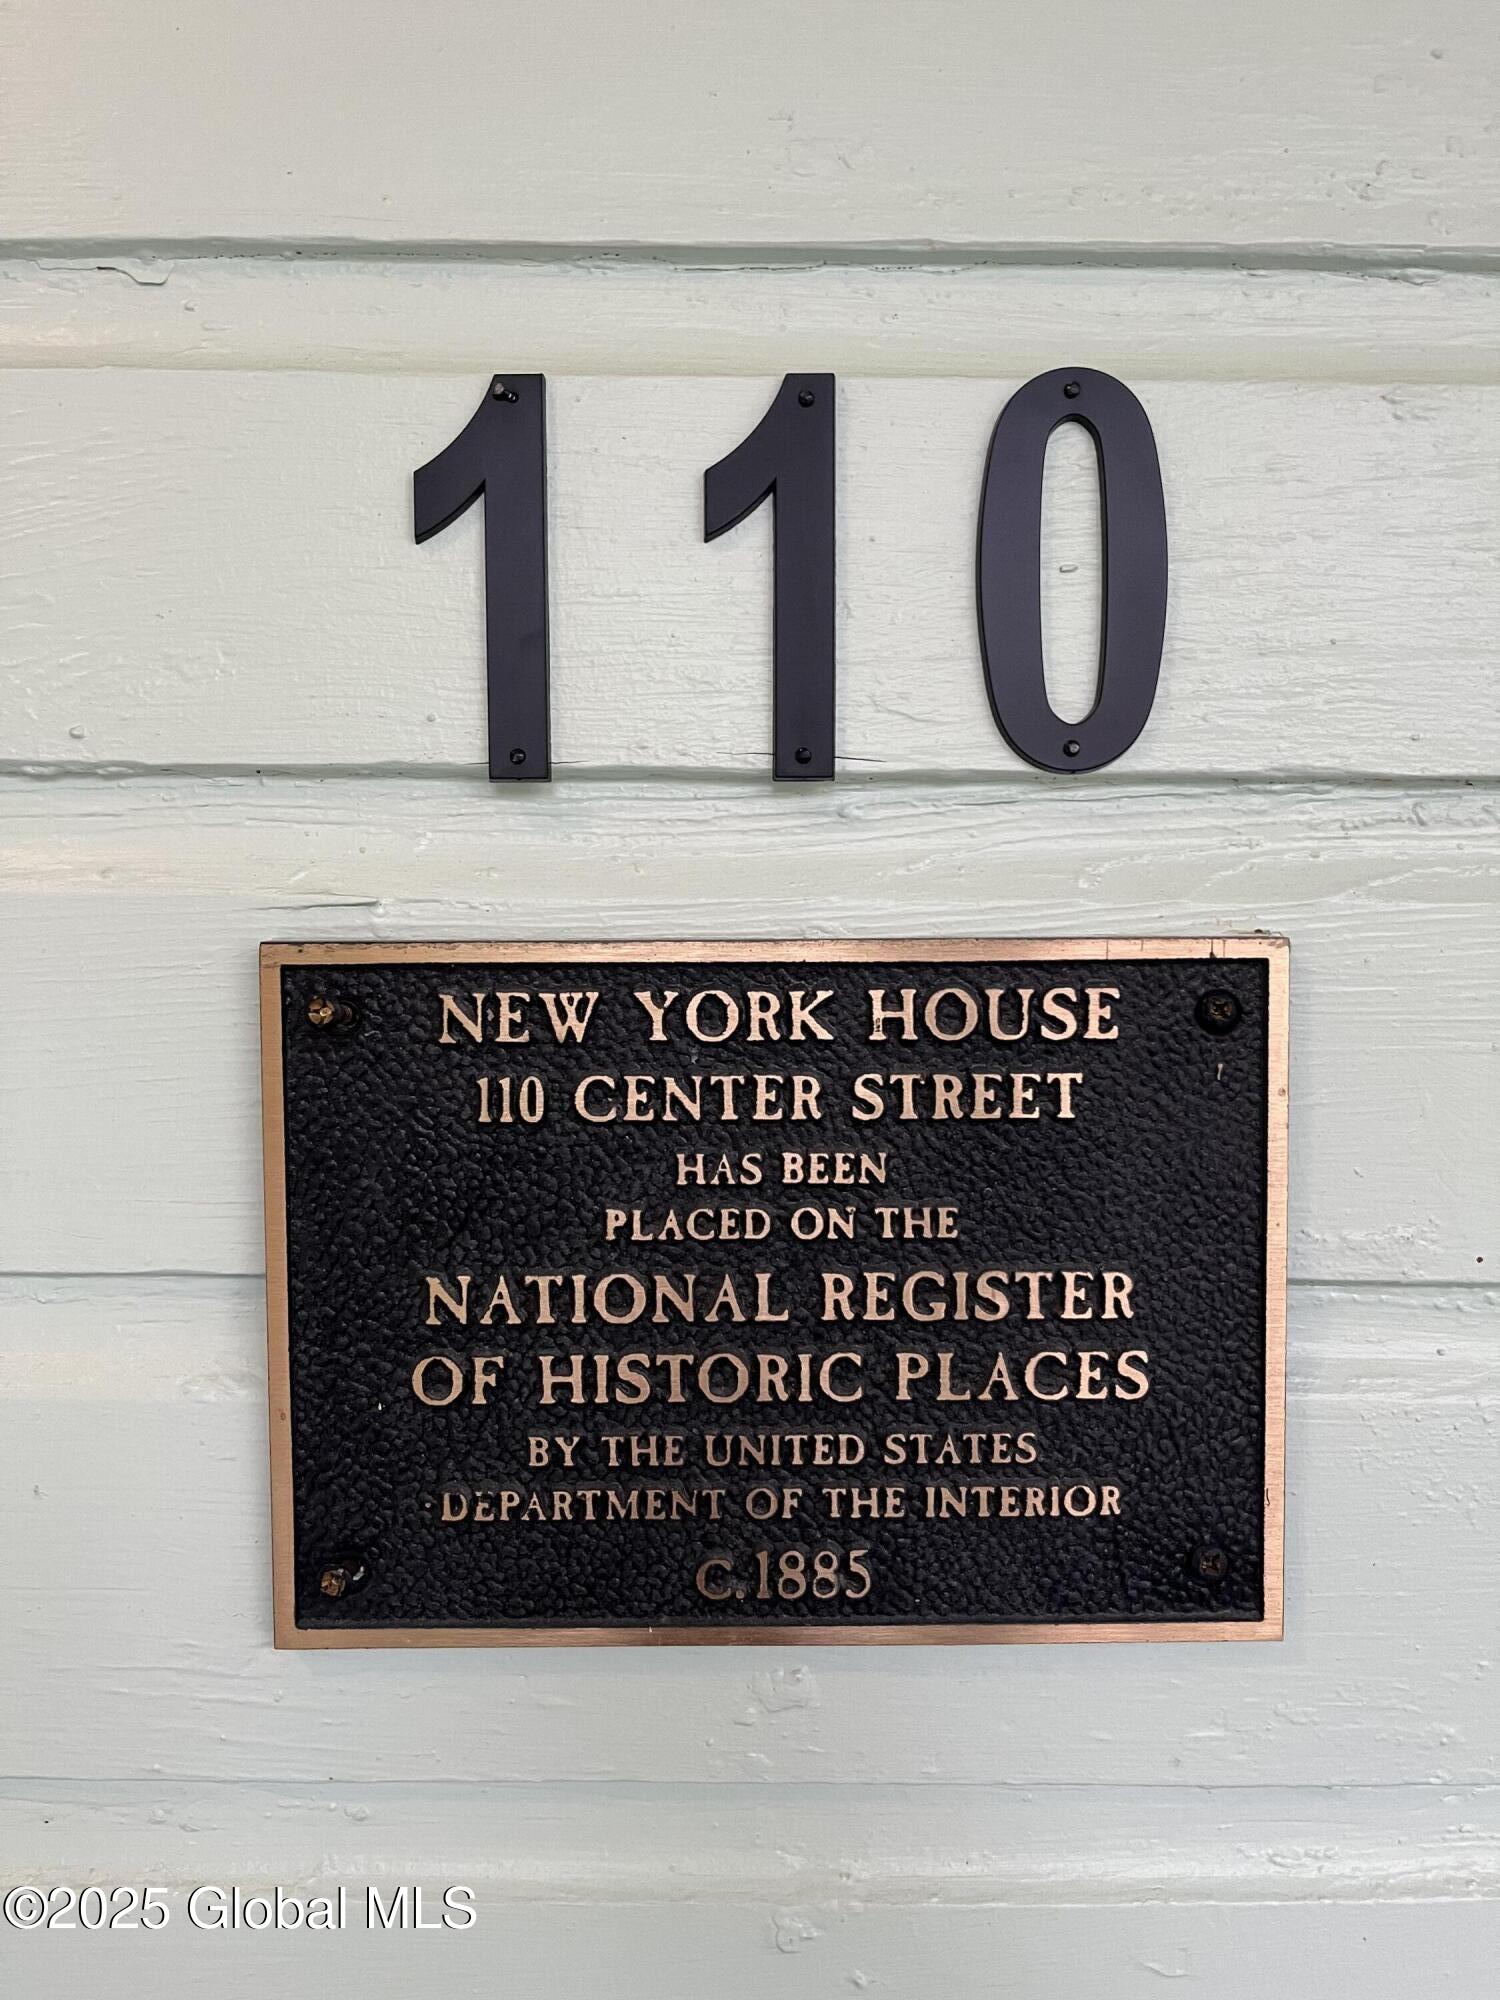 110
NEW YORK HOUSE
110 CENTER STREET
HAS BEEN
PLACED ON THE
NATIONAL REGISTER
OF HISTORIC PLACES
BY THE UNITED STATES
DEPARTMENT OF THE INTERIOR
C.1885
©2025 Global MLS